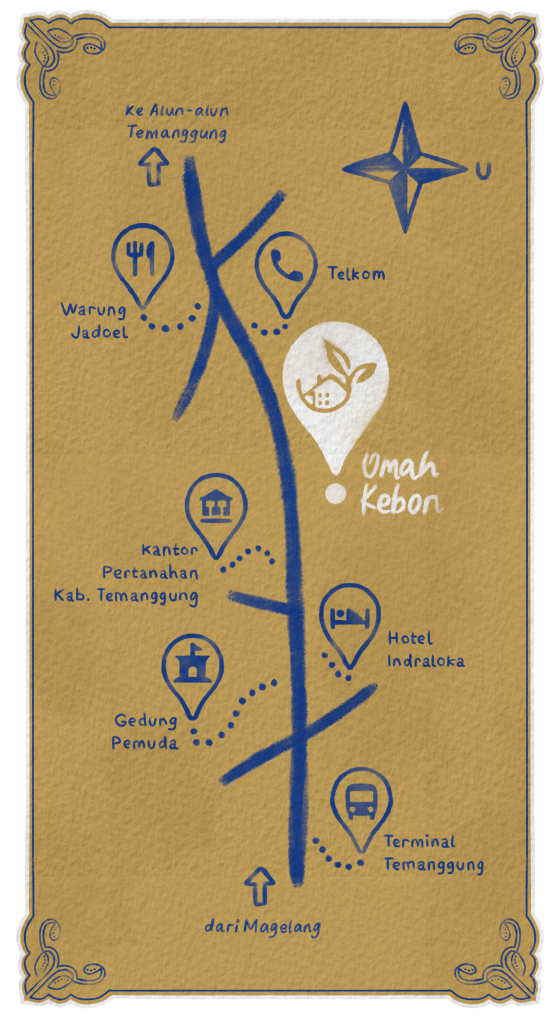 ke Alun-alun
Temanggung
U
Telkom
Warung
Jadoel
Omah
Kebon
Kantor
Pertanahan
Kab. Temanggung
Hotel
Indraloka
Gedung
Pemuda
Terminal
Temanggung
dari Magelang